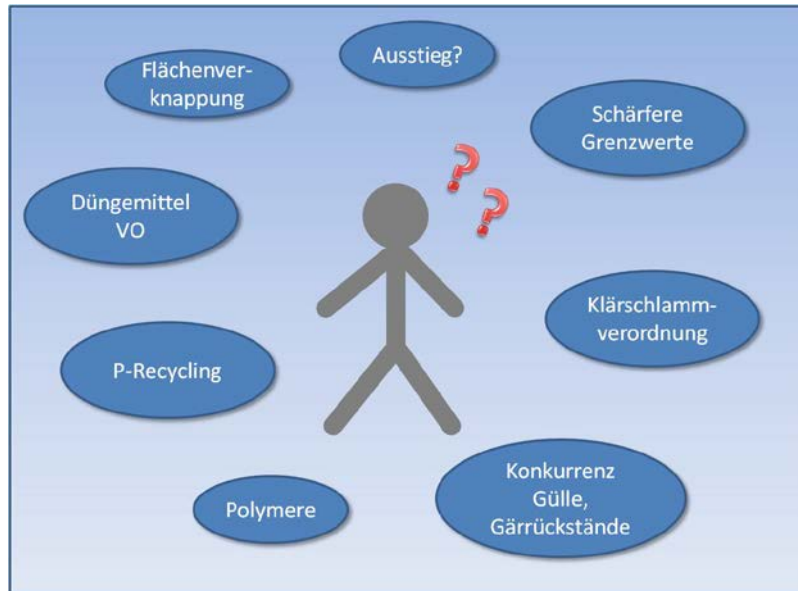 Ausstieg?
Flächenver-
knappung
Schärfere
Grenzwerte
? 
?
Düngemittel
VO
Klärschlamm-
verordnung
P-Recycling
Konkurrenz
Gülle,
Gärrückstände
Polymere